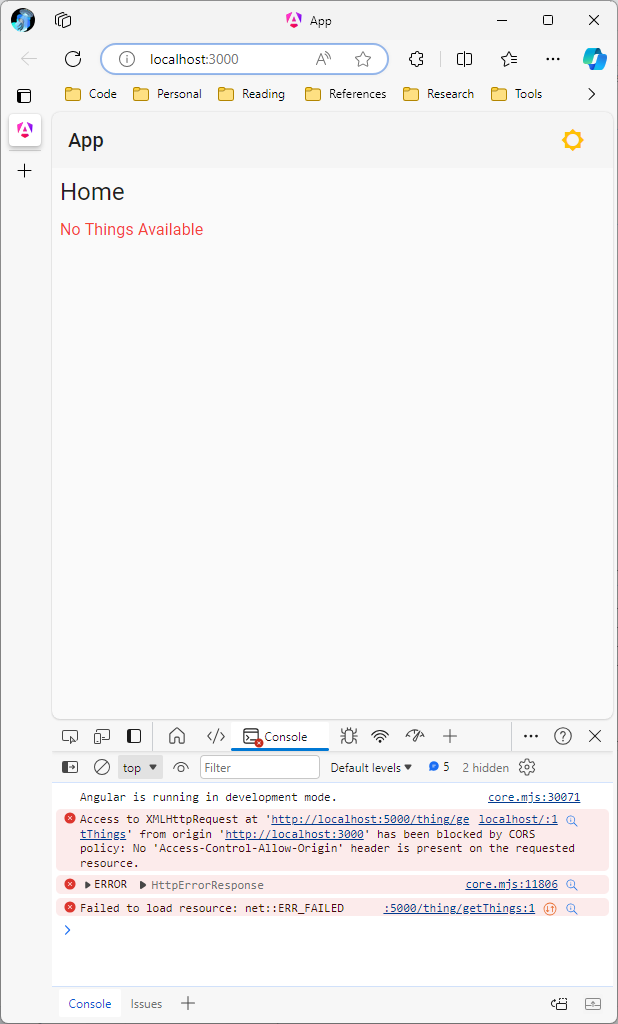 App
localhost:3000
Code Personal Reading References Research Tools
App
Home
No Things Available
Console
top Filter Default levels 5 2 hidden
Angular is running in development mode. core.mjs:30071
Access to XMLHttpRequest at 'http://localhost:5000/thing/ge localhost/:1
tThings' from origin 'http://localhost:3000' has been blocked by CORS
policy: No 'Access-Control-Allow-Origin' header is present on the requested
resource.
ERROR HttpErrorResponse core.mjs:11806
Failed to load resource: net::ERR_FAILED :5000/thing/getThings:1
Console Issues